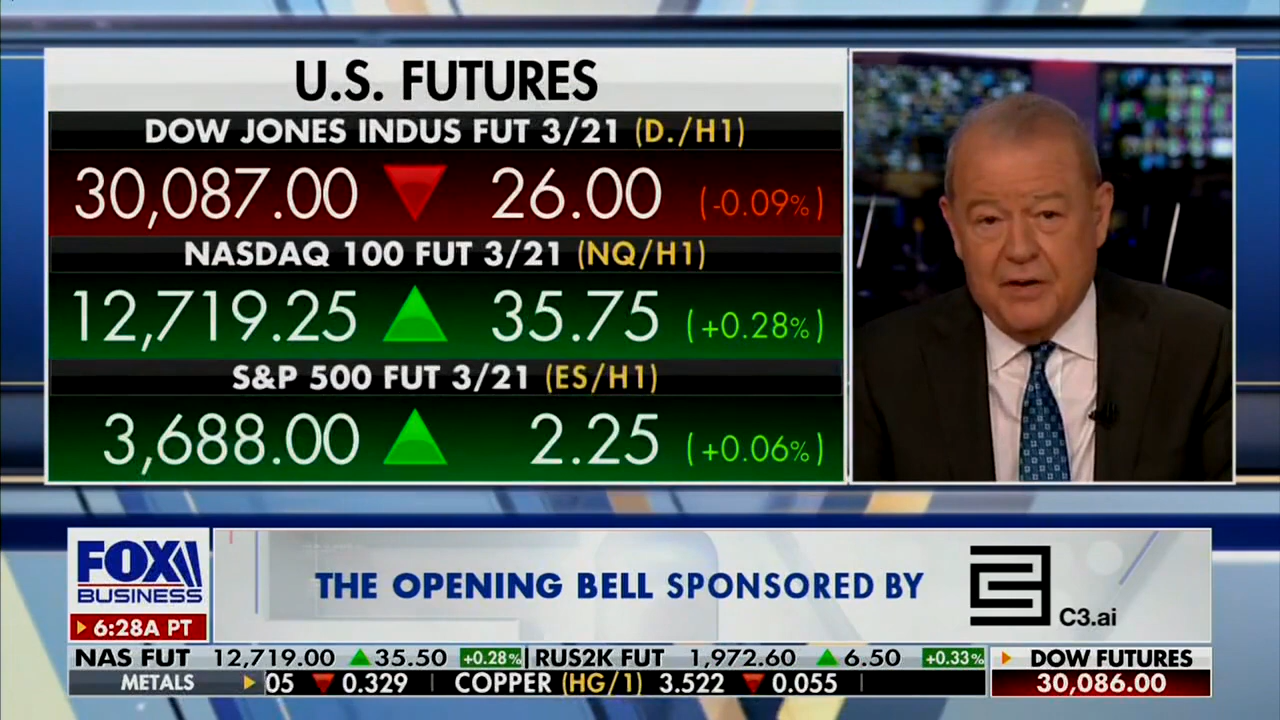 U.S. FUTURES
DOW JONES INDUS FUT 3/21 (D./H1)
30,087.00 26.00 (-0.09%)
NASDAQ 100 FUT 3/21 (NQ/H1)
12,719.25 35.75 (+0.28%)
S&P 500 FUT 3/21 (ES/H1)
3,688.00 2.25 (+0.06%)
FOX
BUSINESS
6:28A PT
THE OPENING BELL SPONSORED BY
C3.ai
NAS FUT 12,719.00 35.50 +0.28% RUS2K FUT 1,972.60 6.50 +0.33%
METALS 05 0.329 COPPER (HG/1) 3.522 0.055
DOW FUTURES
30,086.00